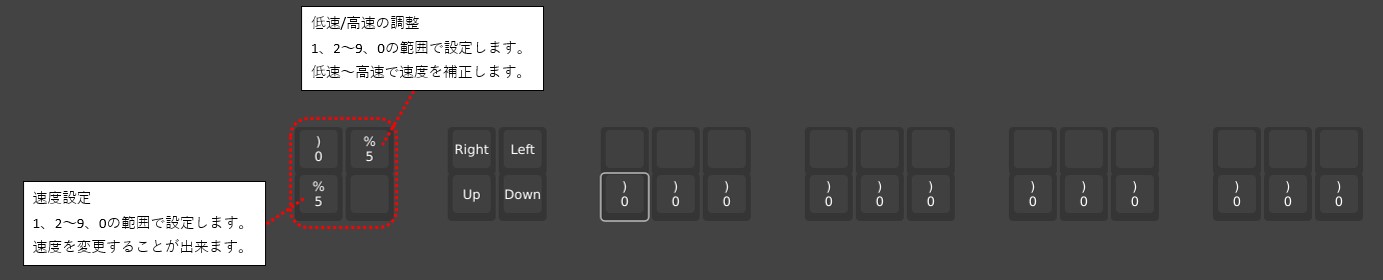 低速/高速の調整
1、2～9、0の範囲で設定します。
低速～高速で速度を補正します。
) %
0 5
%
5
Right Left
Up Down
) ) )
0 0 0
) ) )
0 0 0
) ) )
0 0 0
) ) )
0 0 0
速度設定
1、2～9、0の範囲で設定します。
速度を変更することが出来ます。